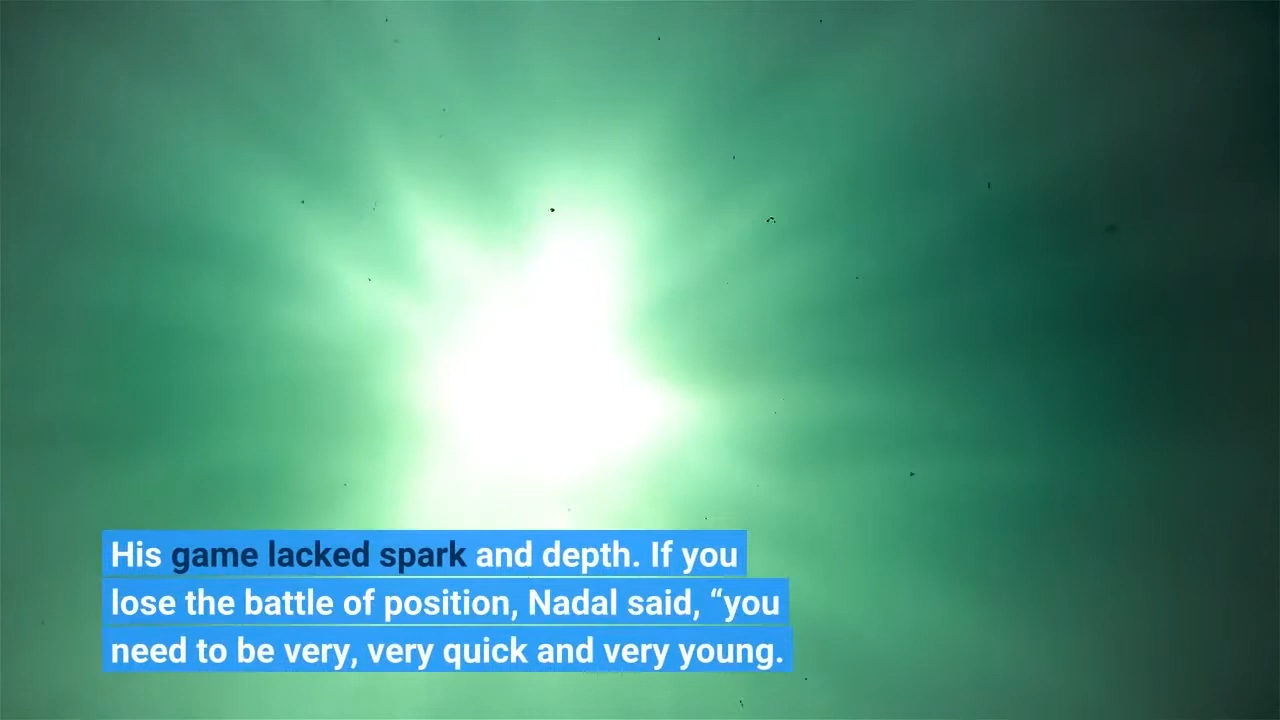 His game lacked spark and depth. If you
lose the battle of position, Nadal said, “you
need to be very, very quick and very young.